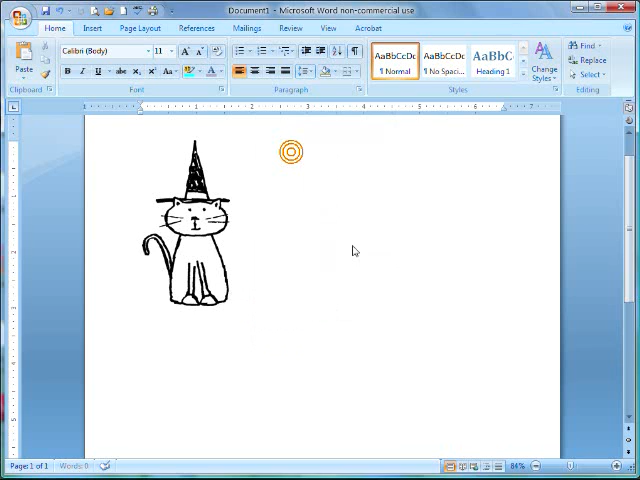 Document1 - Microsoft Word non-commercial use
Home Insert Page Layout References Mailings Review View Acrobat
Calibri (Body) 11
Paste
B I U abc
AaBbCcDc AaBbCcDc AaBbCc
¶ Normal ¶ No Spaci... Heading 1
Change Styles
Find
Replace
Select
Clipboard Font Paragraph Styles Editing
Page: 1 of 1 Words: 0 84%